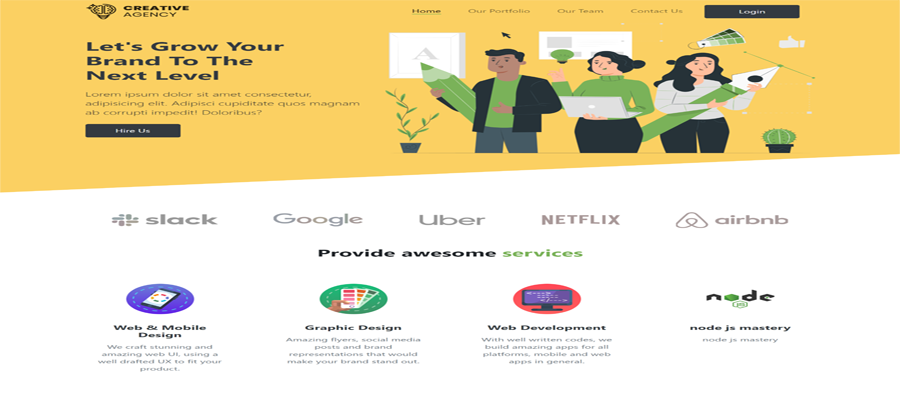 CREATIVE
AGENCY
Home Our Portfolio Our Team Contact Us Login
Let's Grow Your
Brand To The
Next Level
Lorem ipsum dolor sit amet consectetur,
adipisicing elit. Adipisci cupiditate quos magnam
ab corrupti impedit! Doloribus?
Hire Us
A
slack Google Uber NETFLIX airbnb
Provide awesome services
Web & Mobile
Design
We craft stunning and
amazing web UI, using a
well drafted UX to fit your
product.
Graphic Design
Amazing flyers, social media
posts and brand
representations that would
make your brand stand out.
Web Development
With well written codes, we
build amazing apps for all
platforms, mobile and web
apps in general.
node
JS
node js mastery
node js mastery